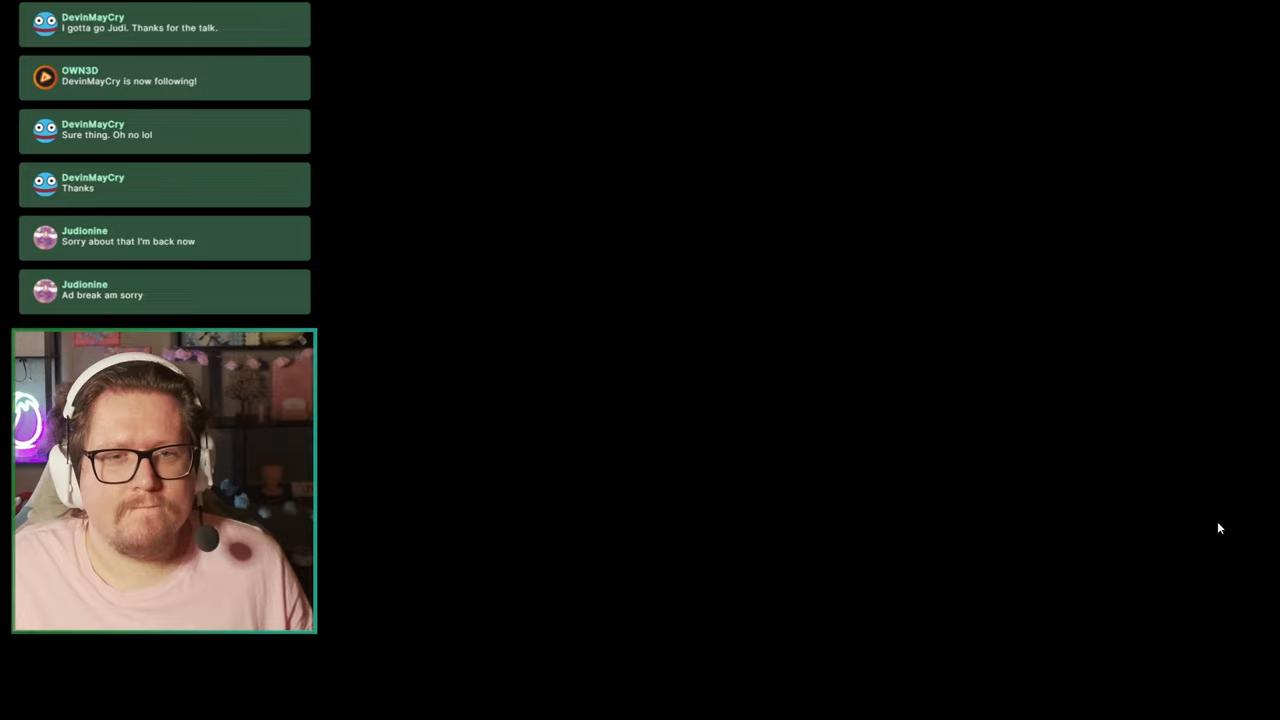 DevinMayCry
I gotta go Judi. Thanks for the talk.
OWN3D
DevinMayCry is now following!
DevinMayCry
Sure thing. Oh no lol
DevinMayCry
Thanks
Judionine
Sorry about that I'm back now
Judionine
Ad break am sorry